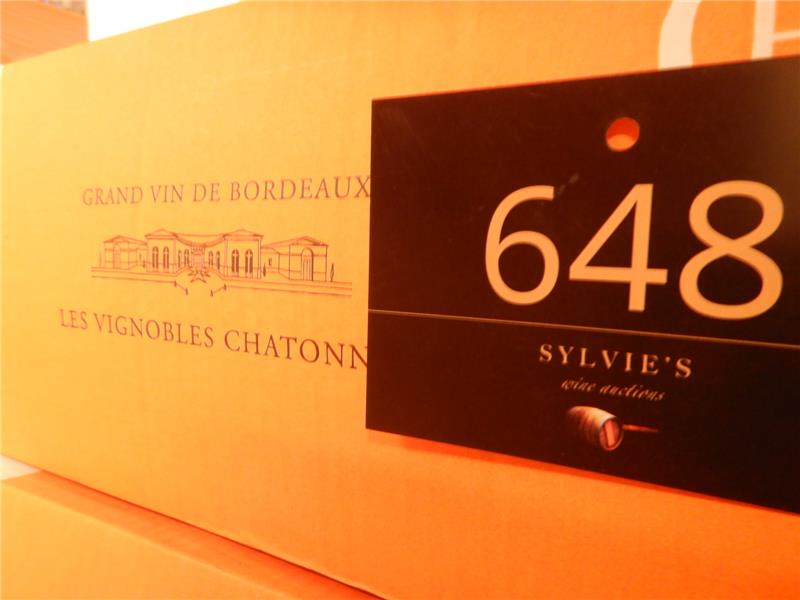 GRAND VIN DE BORDEAUX
LES VIGNOBLES CHATONN
648
SYLVIE'S
wine auctions